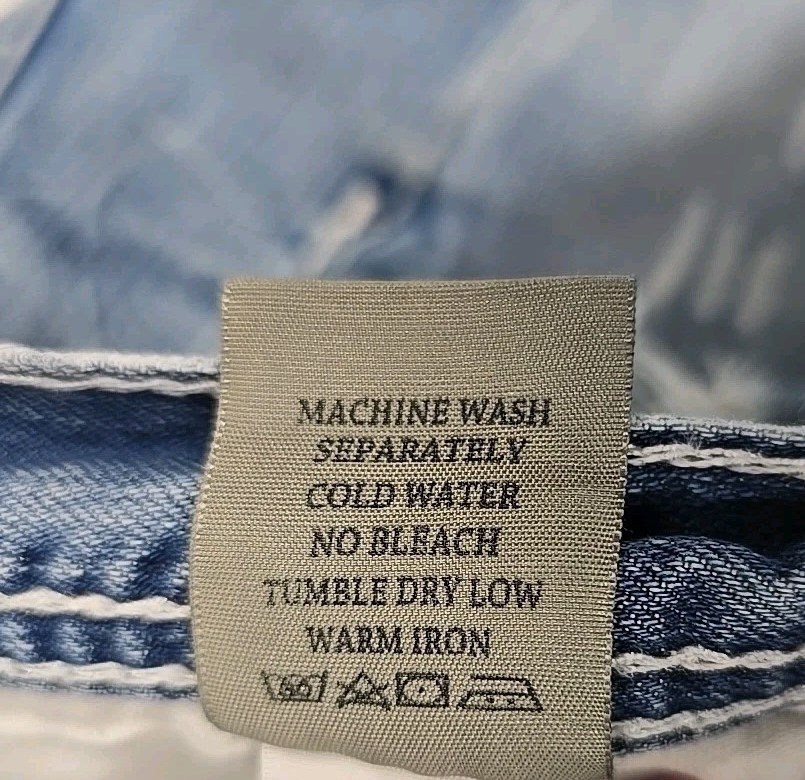 MACHINE WASH
SEPARATELY
COLD WATER
NO BLEACH
TUMBLE DRY LOW
WARM IRON